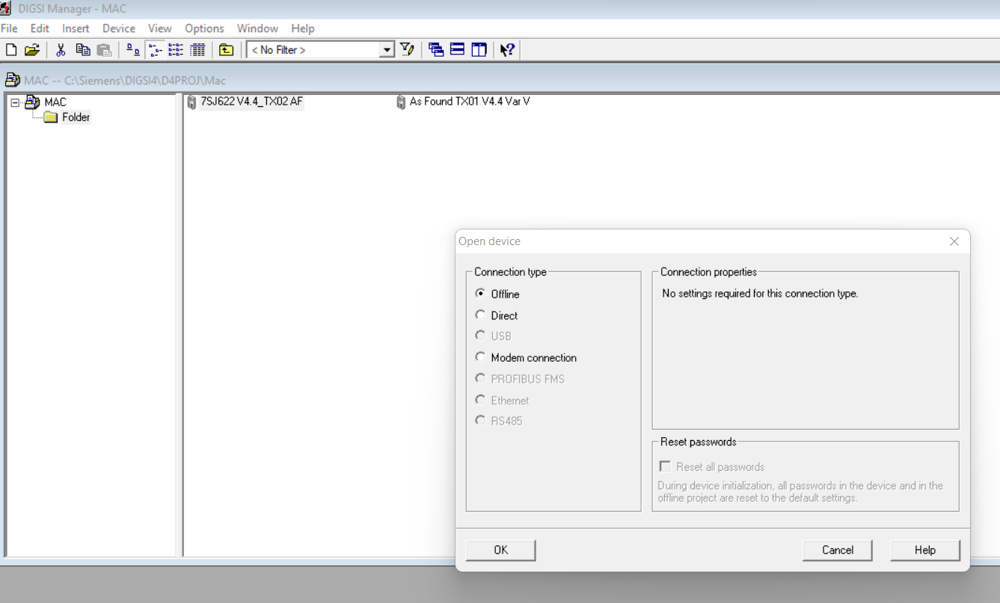 DIGSI Manager - MAC
File Edit Insert Device View Options Window Help
< No Filter >
MAC -- C:\Siemens\DIGSI4\D4PROJ\Mac
MAC
Folder
7SJ622 V4.4_TX02 AF
As Found TX01 V4.4 Var V
Open device
Connection type
Offline
Direct
USB
Modem connection
PROFIBUS FMS
Ethernet
RS485
Connection properties
No settings required for this connection type.
Reset passwords
Reset all passwords
During device initialization, all passwords in the device and in the
offline project are reset to the default settings.
OK
Cancel
Help